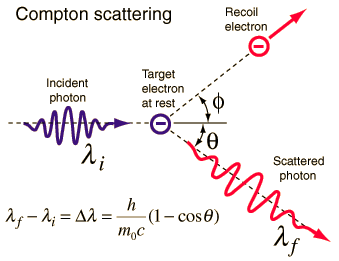 Compton scattering
Recoil
electron
Incident
photon
Target
electron
at rest
−
−
ϕ
θ
λᵢ
Scattered
photon
λf − λᵢ = Δλ = h/m₀c (1 − cosθ)
λf